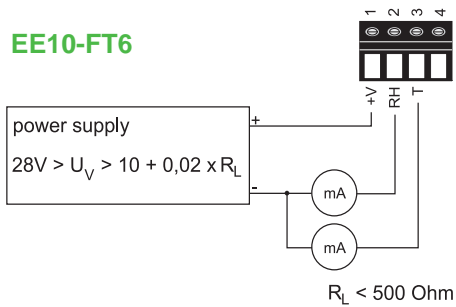 EE10-FT6
1 2 3 4
+V RH T
power supply
+
28V > U_V > 10 + 0,02 x R_L
-
mA
mA
R_L < 500 Ohm